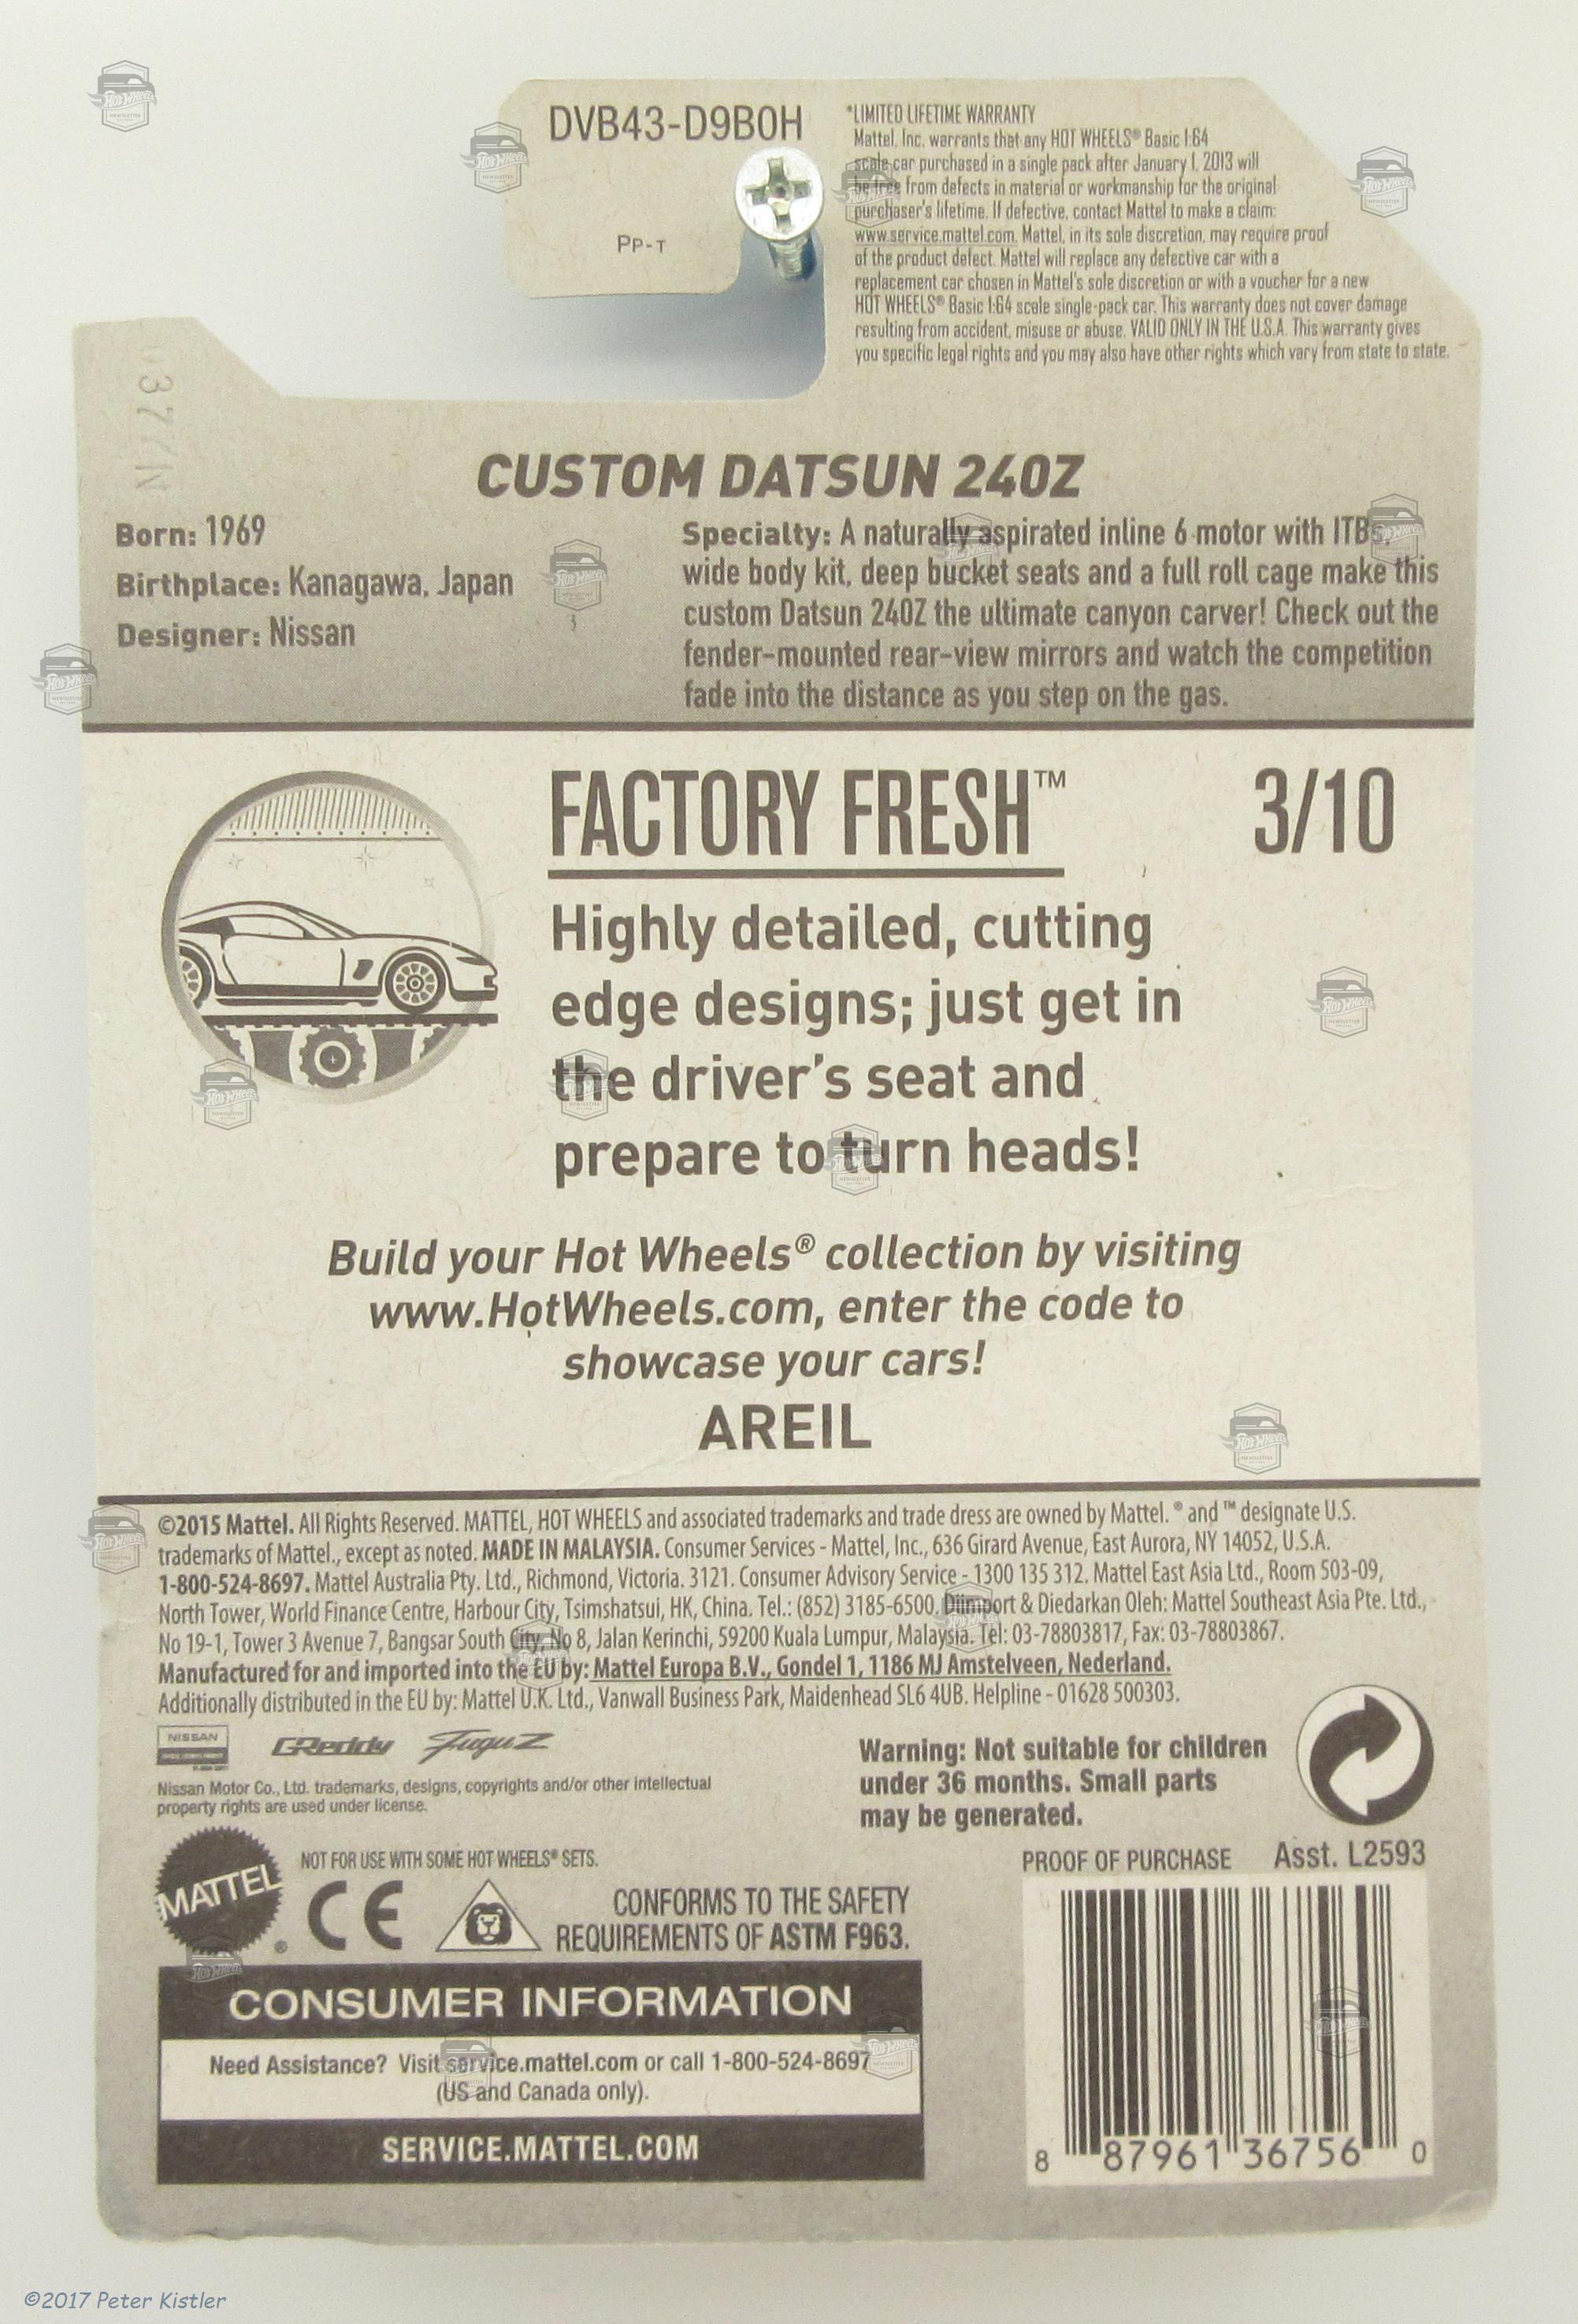 DVB43-D9B0H
PP-T
*LIMITED LIFETIME WARRANTY
Mattel, Inc. warrants that any HOT WHEELS® Basic 1:64
scale car purchased in a single pack after January 1, 2013 will
be free from defects in material or workmanship for the original
purchaser's lifetime. If defective, contact Mattel to make a claim:
www.service.mattel.com. Mattel, in its sole discretion, may require proof
of the product defect. Mattel will replace any defective car with a
replacement car chosen in Mattel's sole discretion or with a voucher for a new
HOT WHEELS® Basic 1:64 scale single-pack car. This warranty does not cover damage
resulting from accident, misuse or abuse. VALID ONLY IN THE U.S.A. This warranty gives
you specific legal rights and you may also have other rights which vary from state to state.
CUSTOM DATSUN 240Z
Born: 1969
Birthplace: Kanagawa, Japan
Designer: Nissan
Specialty: A naturally aspirated inline 6 motor with ITBs,
wide body kit, deep bucket seats and a full roll cage make this
custom Datsun 240Z the ultimate canyon carver! Check out the
fender-mounted rear-view mirrors and watch the competition
fade into the distance as you step on the gas.
FACTORY FRESH™ 3/10
Highly detailed, cutting
edge designs; just get in
the driver's seat and
prepare to turn heads!
Build your Hot Wheels® collection by visiting
www.HotWheels.com, enter the code to
showcase your cars!
AREIL
©2015 Mattel. All Rights Reserved. MATTEL, HOT WHEELS and associated trademarks and trade dress are owned by Mattel. ® and ™ designate U.S.
trademarks of Mattel., except as noted. MADE IN MALAYSIA. Consumer Services - Mattel, Inc., 636 Girard Avenue, East Aurora, NY 14052, U.S.A.
1-800-524-8697. Mattel Australia Pty. Ltd., Richmond, Victoria. 3121. Consumer Advisory Service - 1300 135 312. Mattel East Asia Ltd., Room 503-09,
North Tower, World Finance Centre, Harbour City, Tsimshatsui, HK, China. Tel.: (852) 3185-6500. Diimport & Diedarkan Oleh: Mattel Southeast Asia Pte. Ltd.,
No 19-1, Tower 3 Avenue 7, Bangsar South City, No 8, Jalan Kerinchi, 59200 Kuala Lumpur, Malaysia. Tel: 03-78803817, Fax: 03-78803867.
Manufactured for and imported into the EU by: Mattel Europa B.V., Gondel 1, 1186 MJ Amstelveen, Nederland.
Additionally distributed in the EU by: Mattel U.K. Ltd., Vanwall Business Park, Maidenhead SL6 4UB. Helpline - 01628 500303.
NISSAN
GReddy
Fugu Z
Nissan Motor Co., Ltd. trademarks, designs, copyrights and/or other intellectual
property rights are used under license.
Warning: Not suitable for children
under 36 months. Small parts
may be generated.
MATTEL®
NOT FOR USE WITH SOME HOT WHEELS® SETS.
CE
CONFORMS TO THE SAFETY
REQUIREMENTS OF ASTM F963.
PROOF OF PURCHASE Asst. L2593
CONSUMER INFORMATION
Need Assistance? Visit service.mattel.com or call 1-800-524-8697
(US and Canada only).
SERVICE.MATTEL.COM
8 87961 36756 0
©2017 Peter Kistler